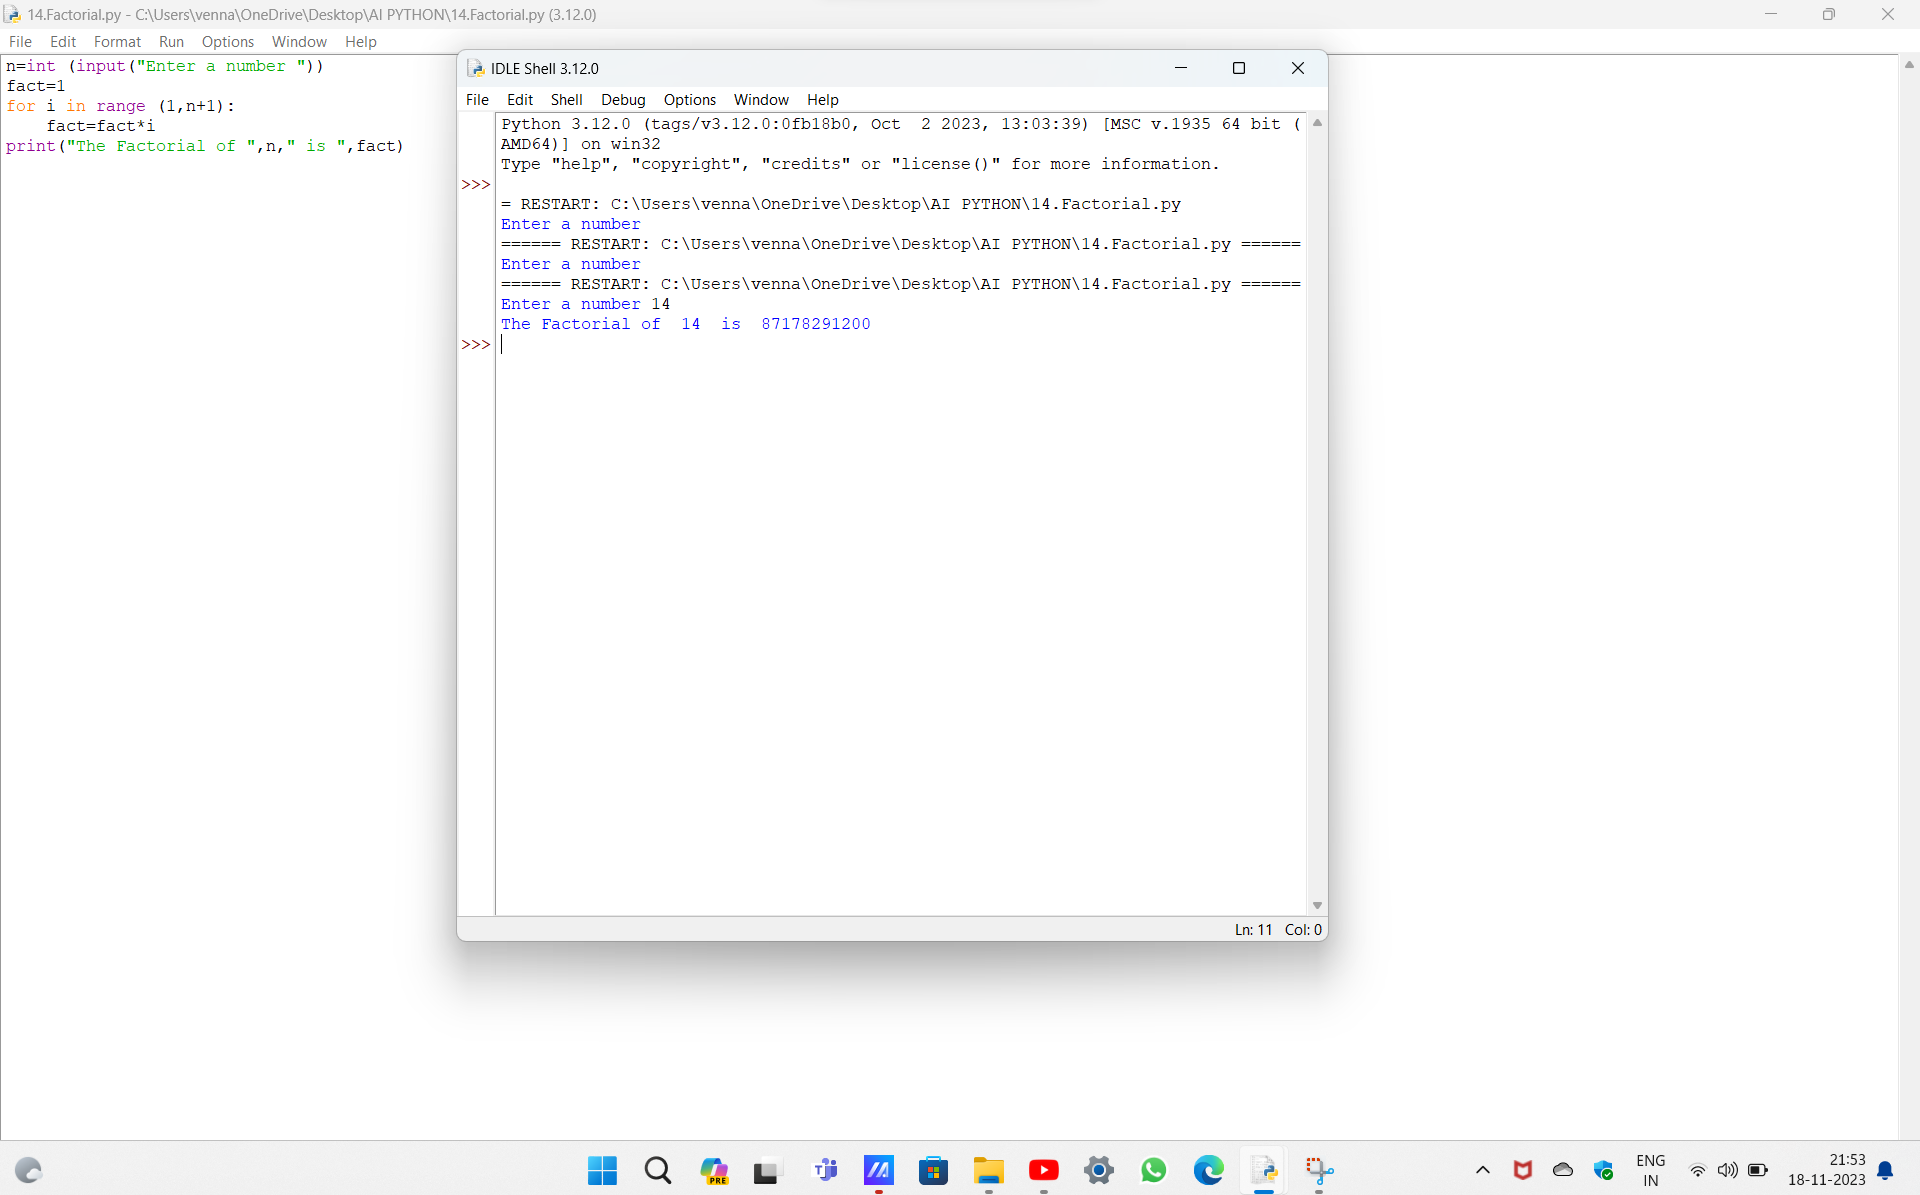 14.Factorial.py - C:\Users\venna\OneDrive\Desktop\AI PYTHON\14.Factorial.py (3.12.0)
File Edit Format Run Options Window Help
n=int (input("Enter a number "))
fact=1
for i in range (1,n+1):
    fact=fact*i
print("The Factorial of ",n," is ",fact)
IDLE Shell 3.12.0
File Edit Shell Debug Options Window Help
Python 3.12.0 (tags/v3.12.0:0fb18b0, Oct  2 2023, 13:03:39) [MSC v.1935 64 bit (
AMD64)] on win32
Type "help", "copyright", "credits" or "license()" for more information.
>>>
= RESTART: C:\Users\venna\OneDrive\Desktop\AI PYTHON\14.Factorial.py
Enter a number
====== RESTART: C:\Users\venna\OneDrive\Desktop\AI PYTHON\14.Factorial.py ======
Enter a number
====== RESTART: C:\Users\venna\OneDrive\Desktop\AI PYTHON\14.Factorial.py ======
Enter a number 14
The Factorial of  14  is  87178291200
>>>
Ln: 11 Col: 0
PRE
ENG
IN
21:53
18-11-2023